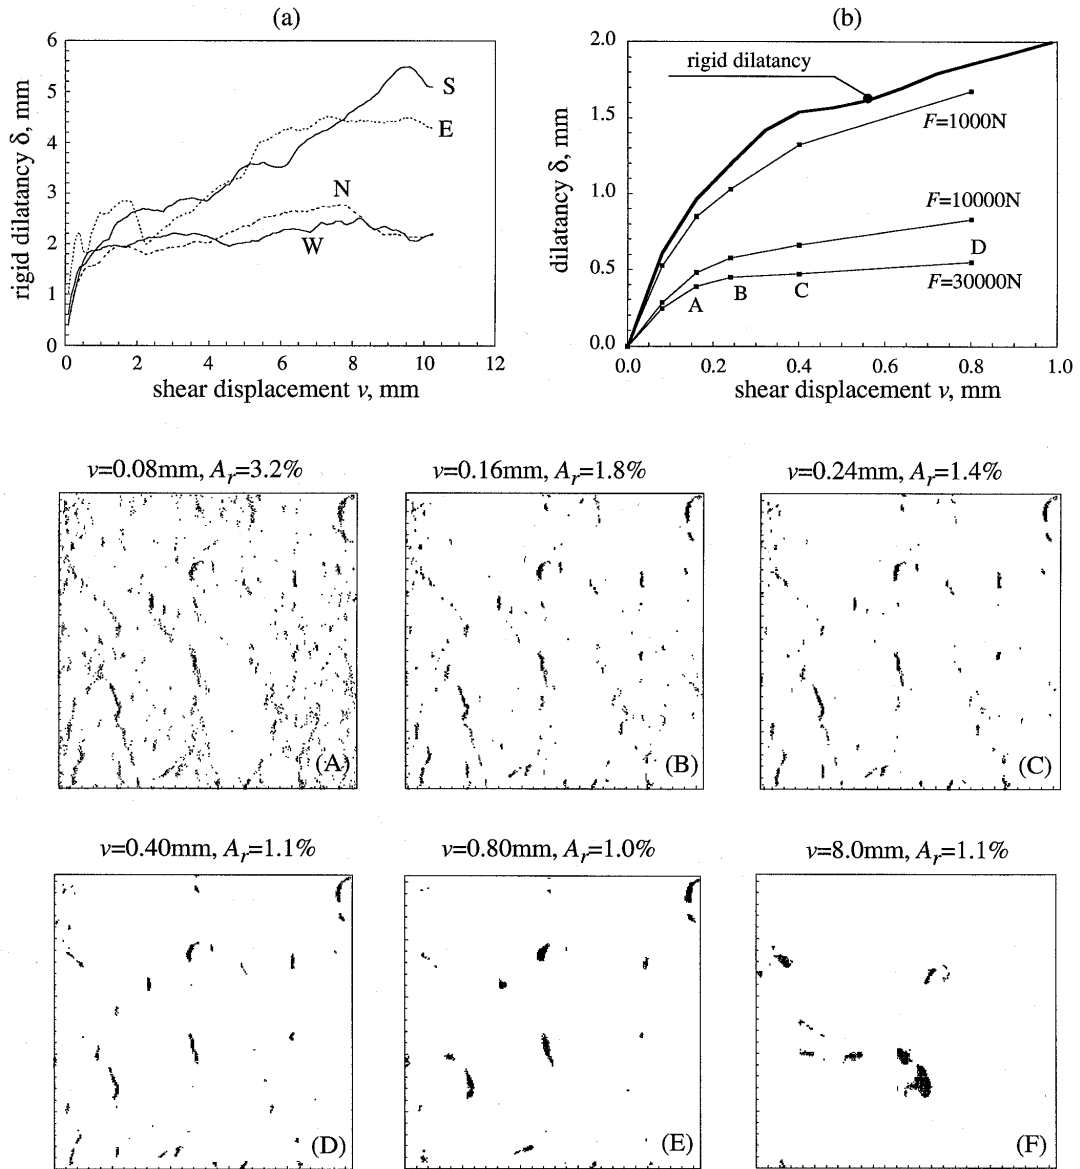 (a)
6
5
4
3
2
1
0
0 2 4 6 8 10 12
rigid dilatancy δ, mm
shear displacement v, mm
S
E
N
W
(b)
2.0
1.5
1.0
0.5
0.0
0.0 0.2 0.4 0.6 0.8 1.0
dilatancy δ, mm
shear displacement v, mm
rigid dilatancy
F=1000N
F=10000N
D
F=30000N
A B C
v=0.08mm, Ar=3.2%
(A)
v=0.16mm, Ar=1.8%
(B)
v=0.24mm, Ar=1.4%
(C)
v=0.40mm, Ar=1.1%
(D)
v=0.80mm, Ar=1.0%
(E)
v=8.0mm, Ar=1.1%
(F)